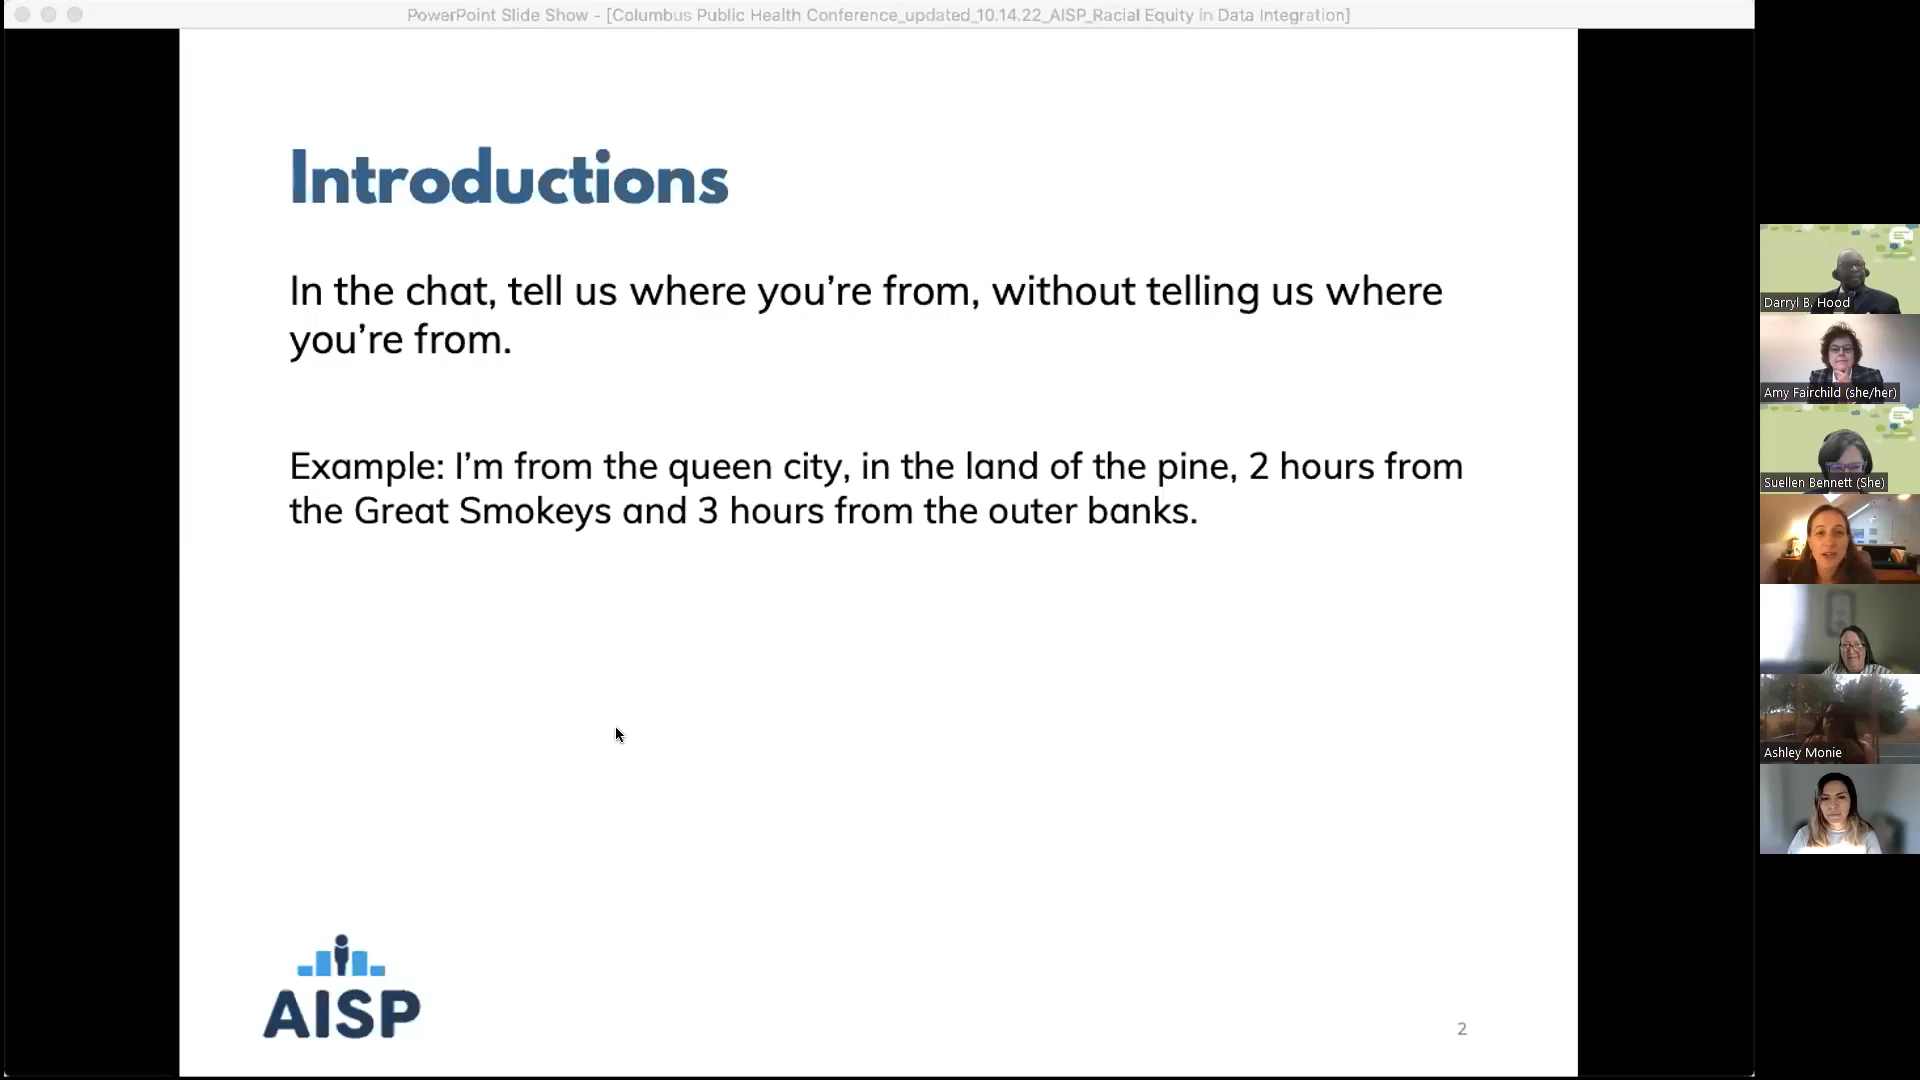 PowerPoint Slide Show - [Columbus Public Health Conference_updated_10.14.22_AISP_Racial Equity in Data Integration]
Introductions
In the chat, tell us where you’re from, without telling us where
you’re from.
Example: I’m from the queen city, in the land of the pine, 2 hours from
the Great Smokeys and 3 hours from the outer banks.
AISP
2
Darryl B. Hood
Amy Fairchild (she/her)
Suellen Bennett (She)
Ashley Monie